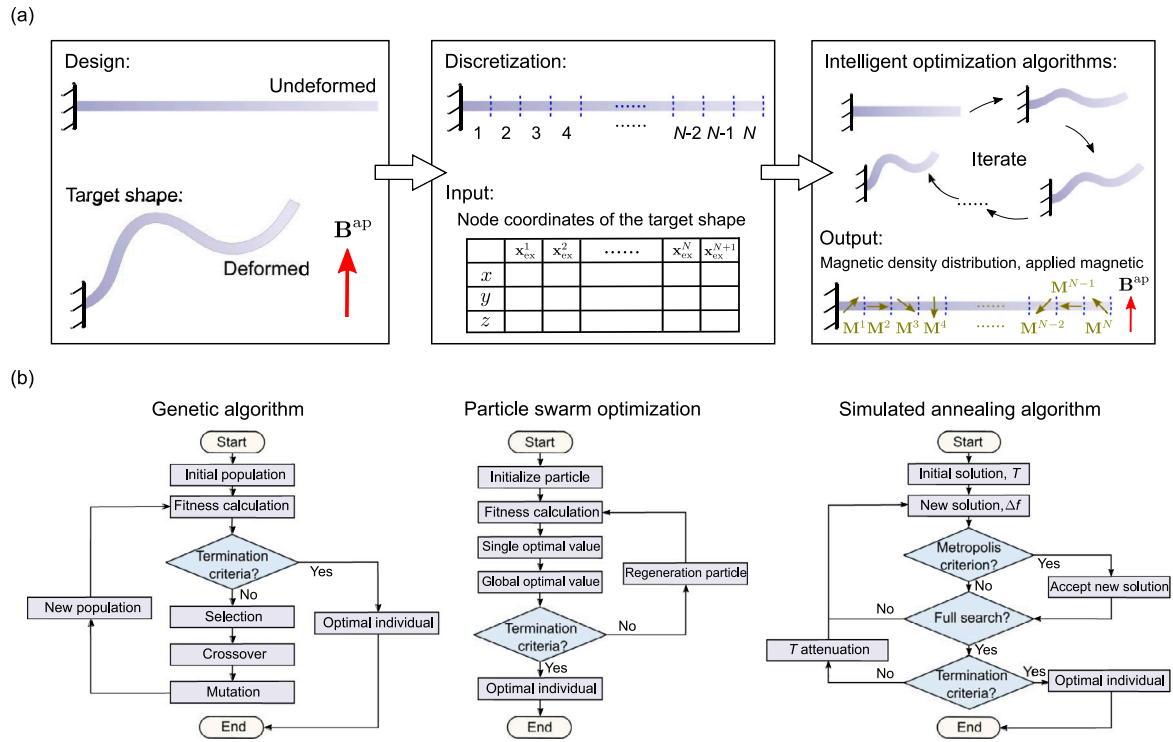 (a)
Design:
Undeformed
Target shape:
B^ap
Deformed
Discretization:
......
1 2 3 4 ...... N-2 N-1 N
Input:
Node coordinates of the target shape
x_ex^1 x_ex^2 ...... x_ex^N x_ex^N+1
x
y
z
Intelligent optimization algorithms:
Iterate
......
Output:
Magnetic density distribution, applied magnetic
M^N-1 B^ap
......
M^1 M^2 M^3 M^4 ...... M^N-2 M^N
(b)
Genetic algorithm
Start
Initial population
Fitness calculation
Termination
criteria?
Yes
No
New population
Selection
Optimal individual
Crossover
Mutation
End
Particle swarm optimization
Start
Initialize particle
Fitness calculation
Single optimal value
Regeneration particle
Global optimal value
Termination
criteria?
No
Yes
Optimal individual
End
Simulated annealing algorithm
Start
Initial solution, T
New solution, Δf
Metropolis
criterion?
Yes
Accept new solution
No
No
Full search?
T attenuation
Yes
No
Termination
criteria?
Yes
Optimal individual
End